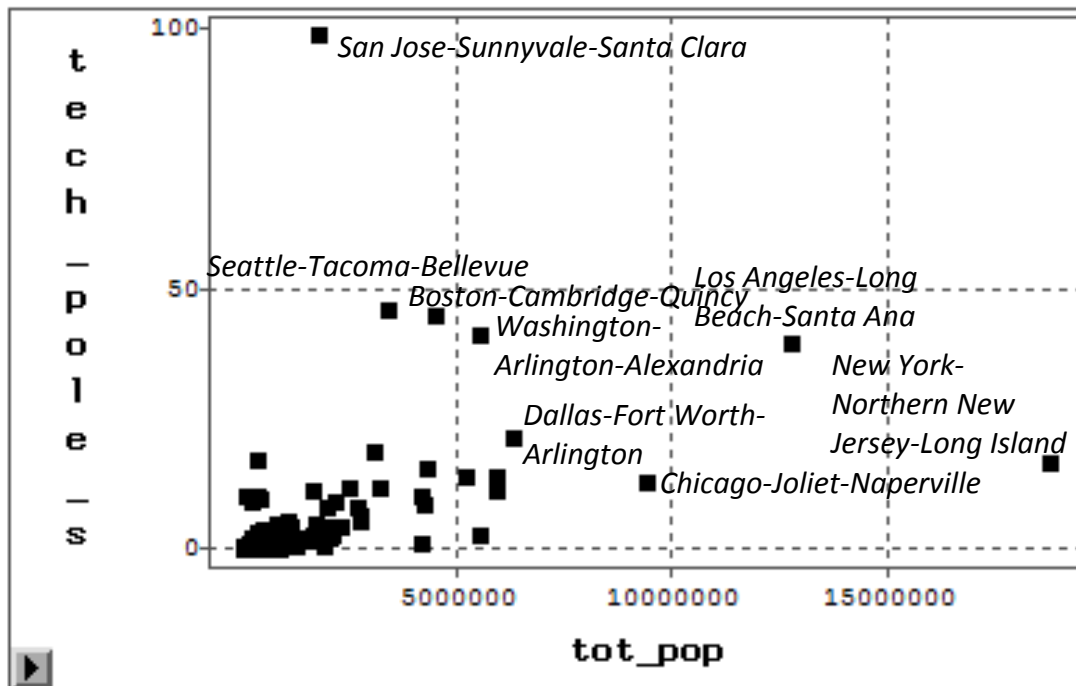 100
San Jose-Sunnyvale-Santa Clara
tech_pole_s
Seattle-Tacoma-Bellevue
50
Boston-Cambridge-Quincy
Los Angeles-Long
Beach-Santa Ana
Washington-
Arlington-Alexandria
New York-
Northern New
Jersey-Long Island
Dallas-Fort Worth-
Arlington
Chicago-Joliet-Naperville
0
5000000 10000000 15000000
tot_pop